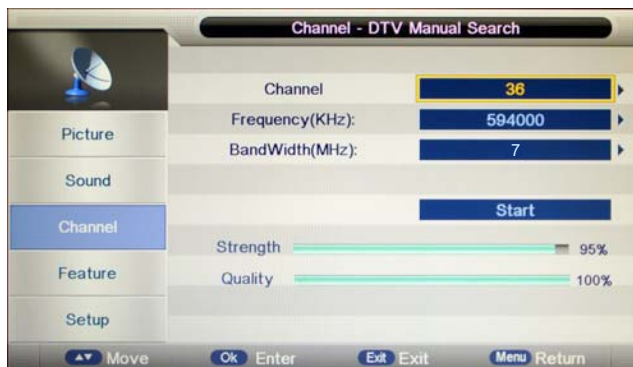 Channel - DTV Manual Search
Channel 36
Frequency(KHz): 594000
BandWidth(MHz): 7
Picture
Sound
Channel
Feature
Setup
Start
Strength 95%
Quality 100%
▲▼ Move Ok Enter Exit Exit Menu Return